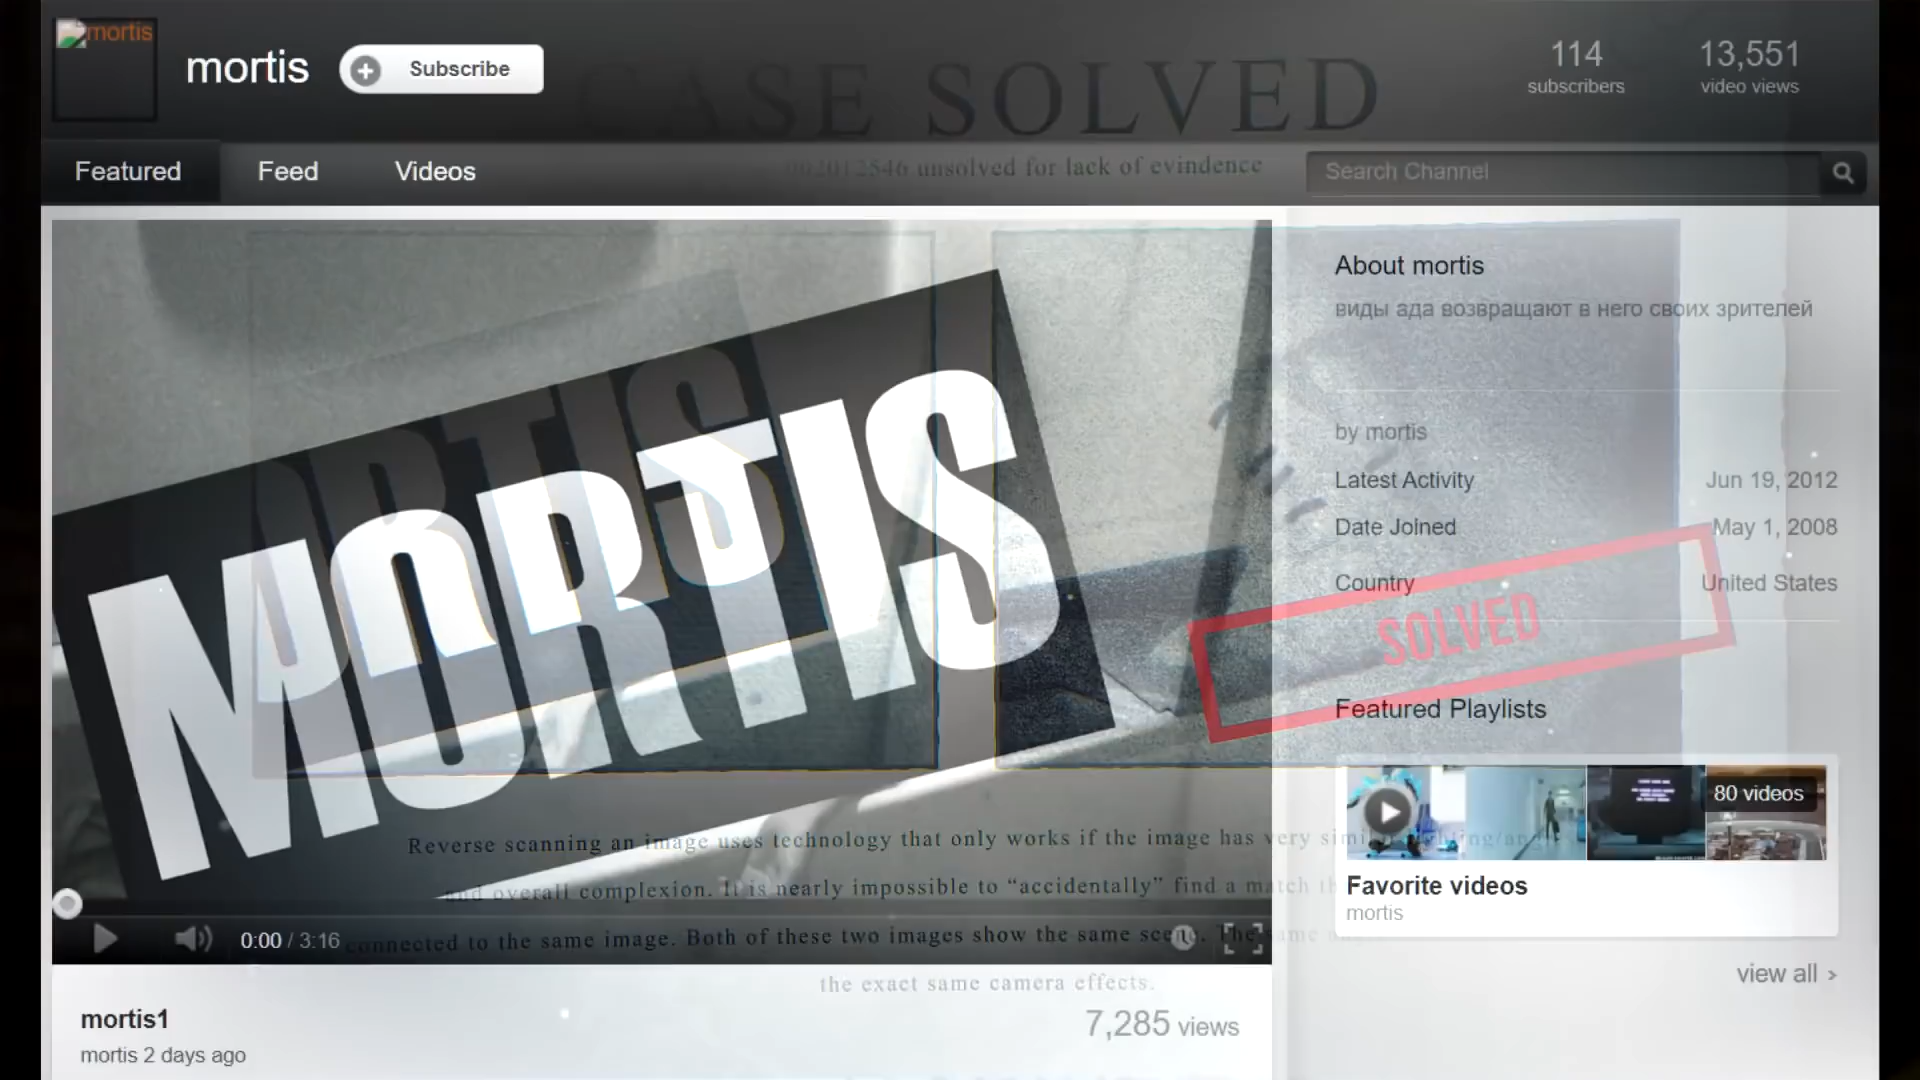 mortis
mortis
Subscribe
114
subscribers
13,551
video views
CASE SOLVED
Featured
Feed
Videos
002012546 unsolved for lack of evindence
Search Channel
About mortis
виды ада возвращают в него своих зрителей
MORTIS
by mortis
Latest Activity
Jun 19, 2012
Date Joined
May 1, 2008
Country
United States
SOLVED
Featured Playlists
80 videos
Favorite videos
mortis
view all >
Reverse scanning an image uses technology that only works if the image has very
and overall complexion. It is nearly impossible to “accidentally” find a match
0:00 / 3:16
connected to the same image. Both of these two images show the same scene. The same
the exact same camera effects.
mortis1
7,285 views
mortis 2 days ago